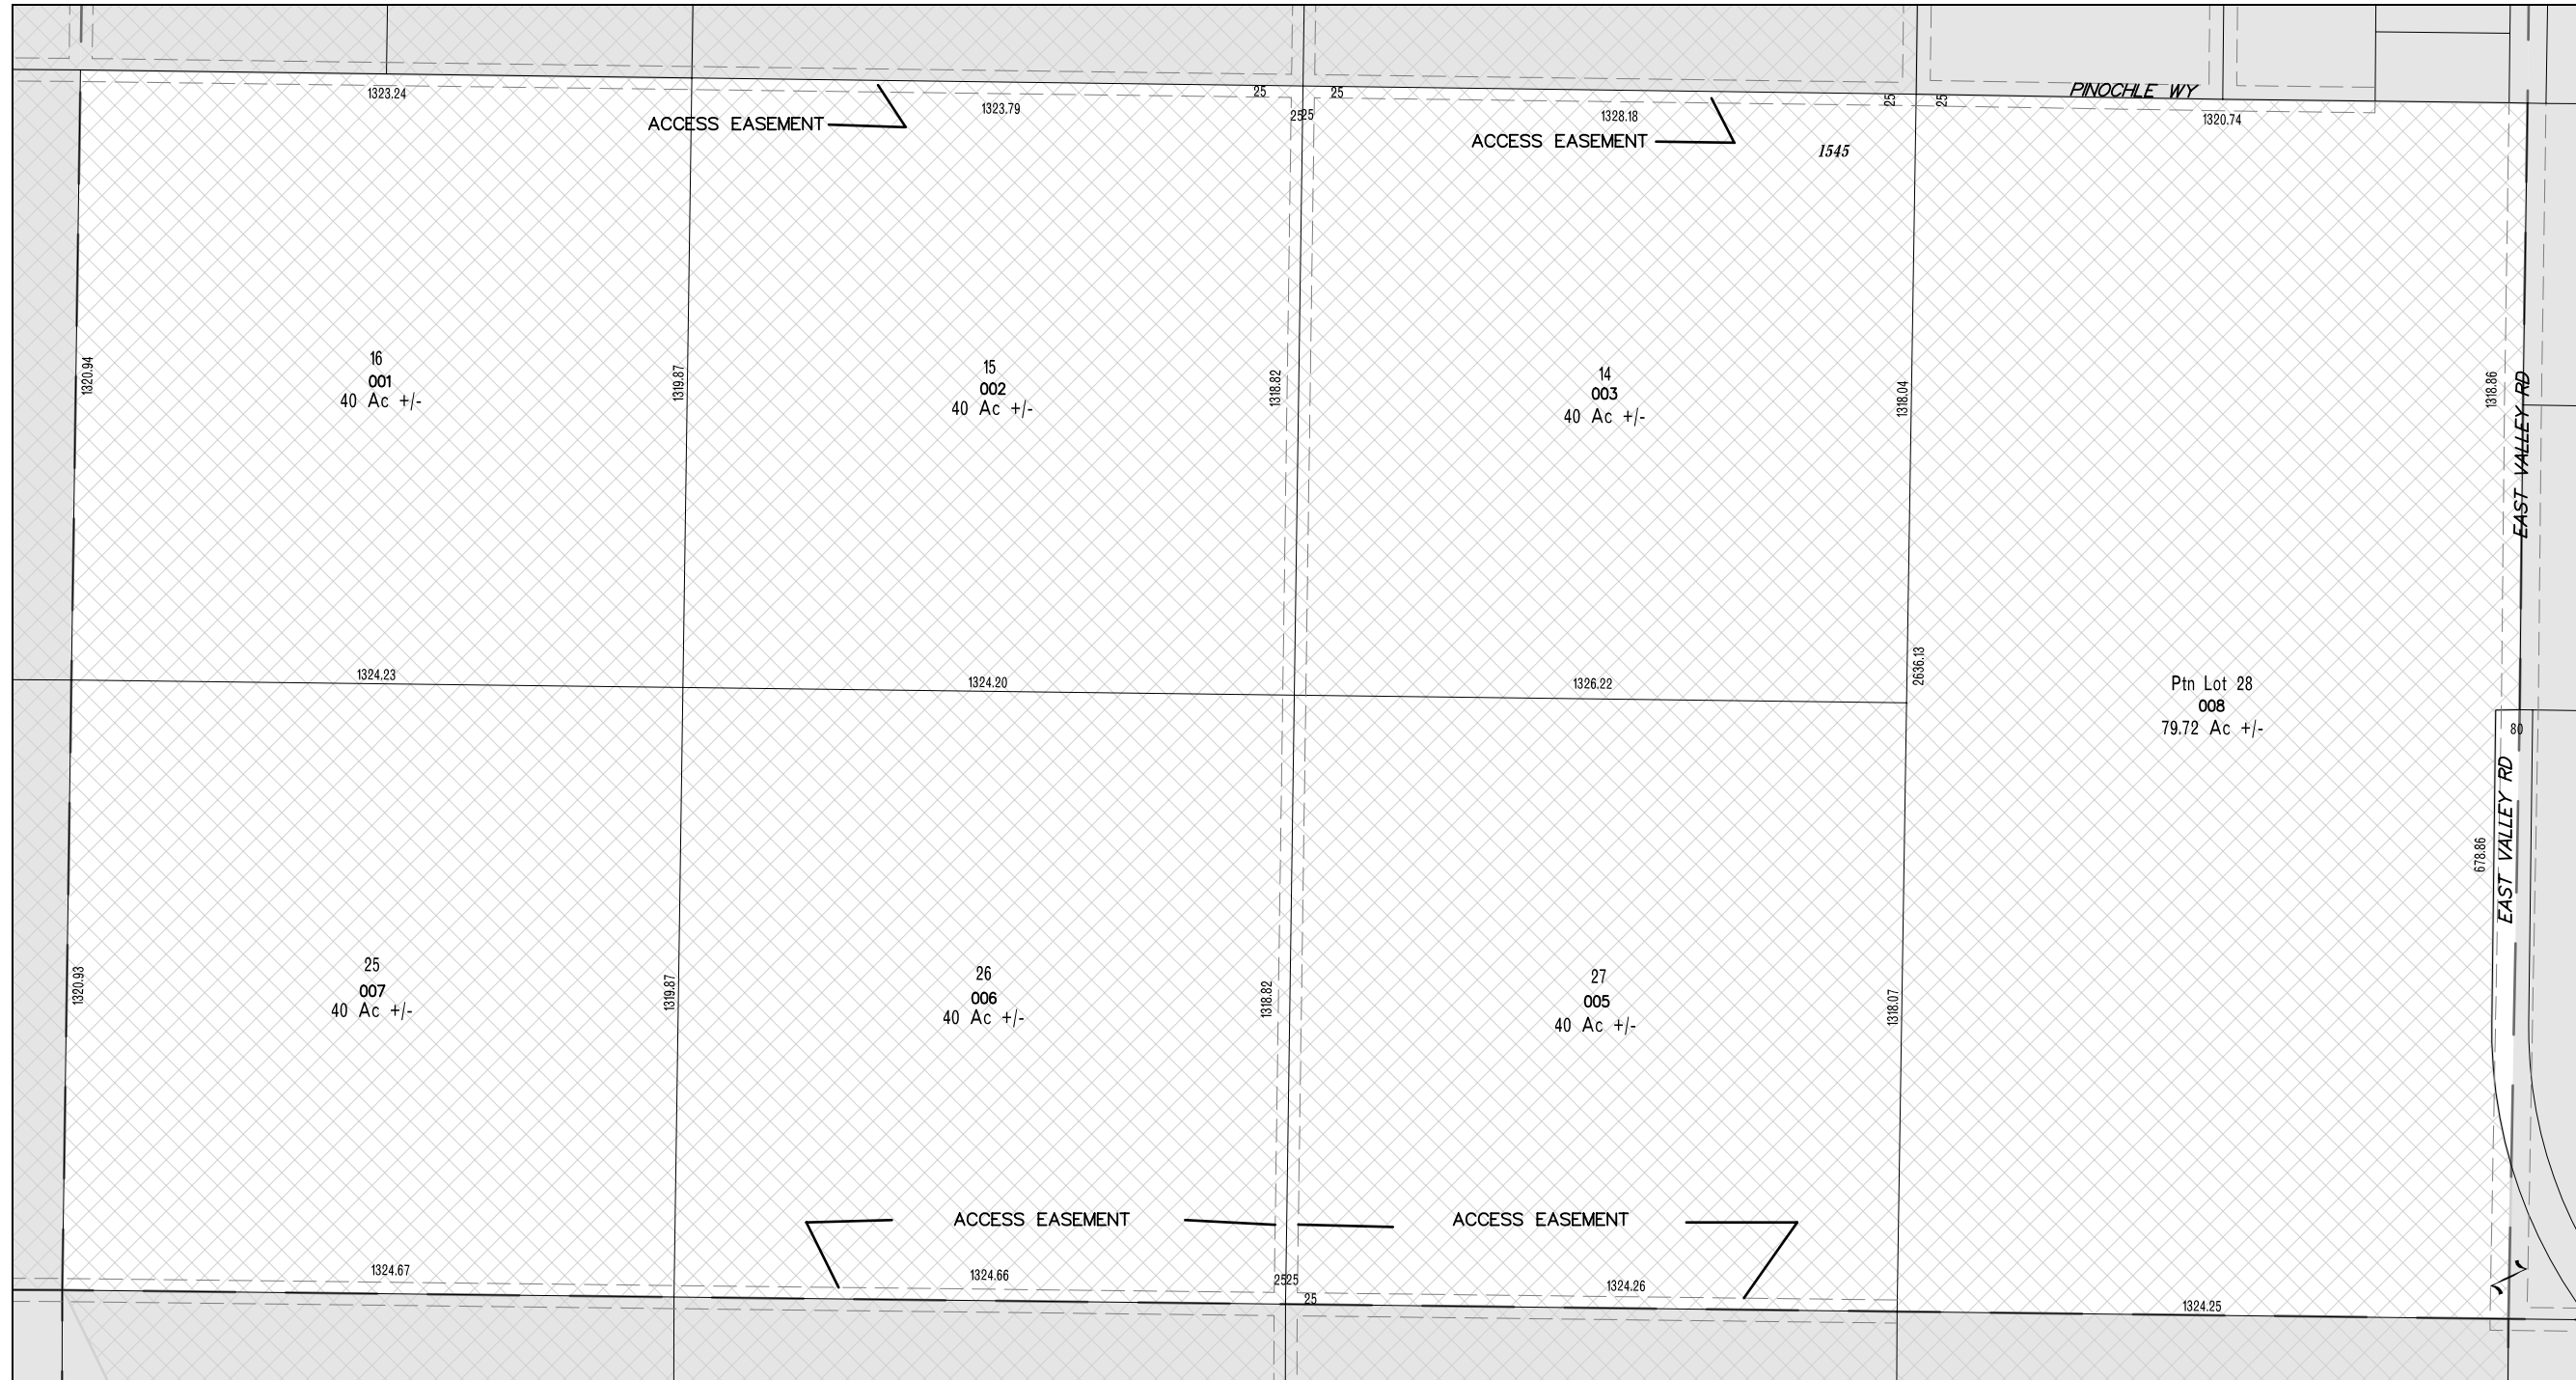 PINOCHLE WY
1323.24
1323.79
25
25
1328.18
25
25
1320.74
ACCESS EASEMENT
2525
ACCESS EASEMENT
1545
1320.94
16
001
40 Ac +/-
1319.87
15
002
40 Ac +/-
1318.82
14
003
40 Ac +/-
1318.04
1318.86
EAST VALLEY RD
1324.23
1324.20
1326.22
2636.13
Ptn Lot 28
008
79.72 Ac +/-
80
EAST VALLEY RD
678.86
1320.93
25
007
40 Ac +/-
1319.87
26
006
40 Ac +/-
1318.82
27
005
40 Ac +/-
1318.07
ACCESS EASEMENT
ACCESS EASEMENT
1324.67
1324.66
2525
25
1324.26
1324.25